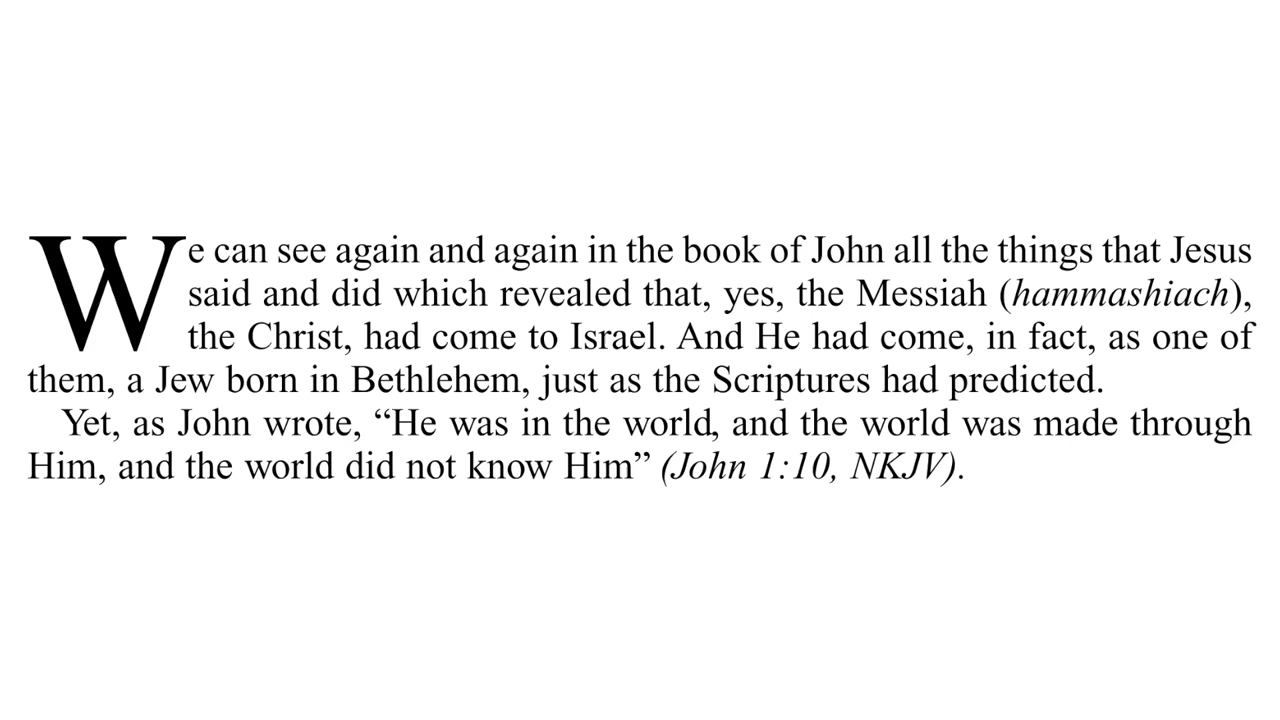 We can see again and again in the book of John all the things that Jesus
said and did which revealed that, yes, the Messiah (hammashiach),
the Christ, had come to Israel. And He had come, in fact, as one of
them, a Jew born in Bethlehem, just as the Scriptures had predicted.
Yet, as John wrote, “He was in the world, and the world was made through
Him, and the world did not know Him” (John 1:10, NKJV).